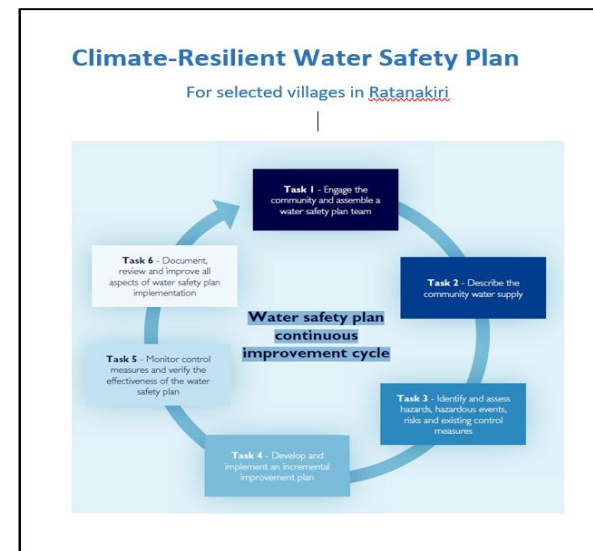 Climate-Resilient Water Safety Plan
For selected villages in Ratanakiri
Task 1 - Engage the
community and assemble a
water safety plan team
Task 2 - Describe the
community water supply
Task 3 - Identify and assess
hazards, hazardous events,
risks and existing control
measures
Task 4 - Develop and
implement an incremental
improvement plan
Task 5 - Monitor control
measures and verify the
effectiveness of the water
safety plan
Task 6 - Document,
review and improve all
aspects of water safety plan
implementation
Water safety plan
continuous
improvement cycle